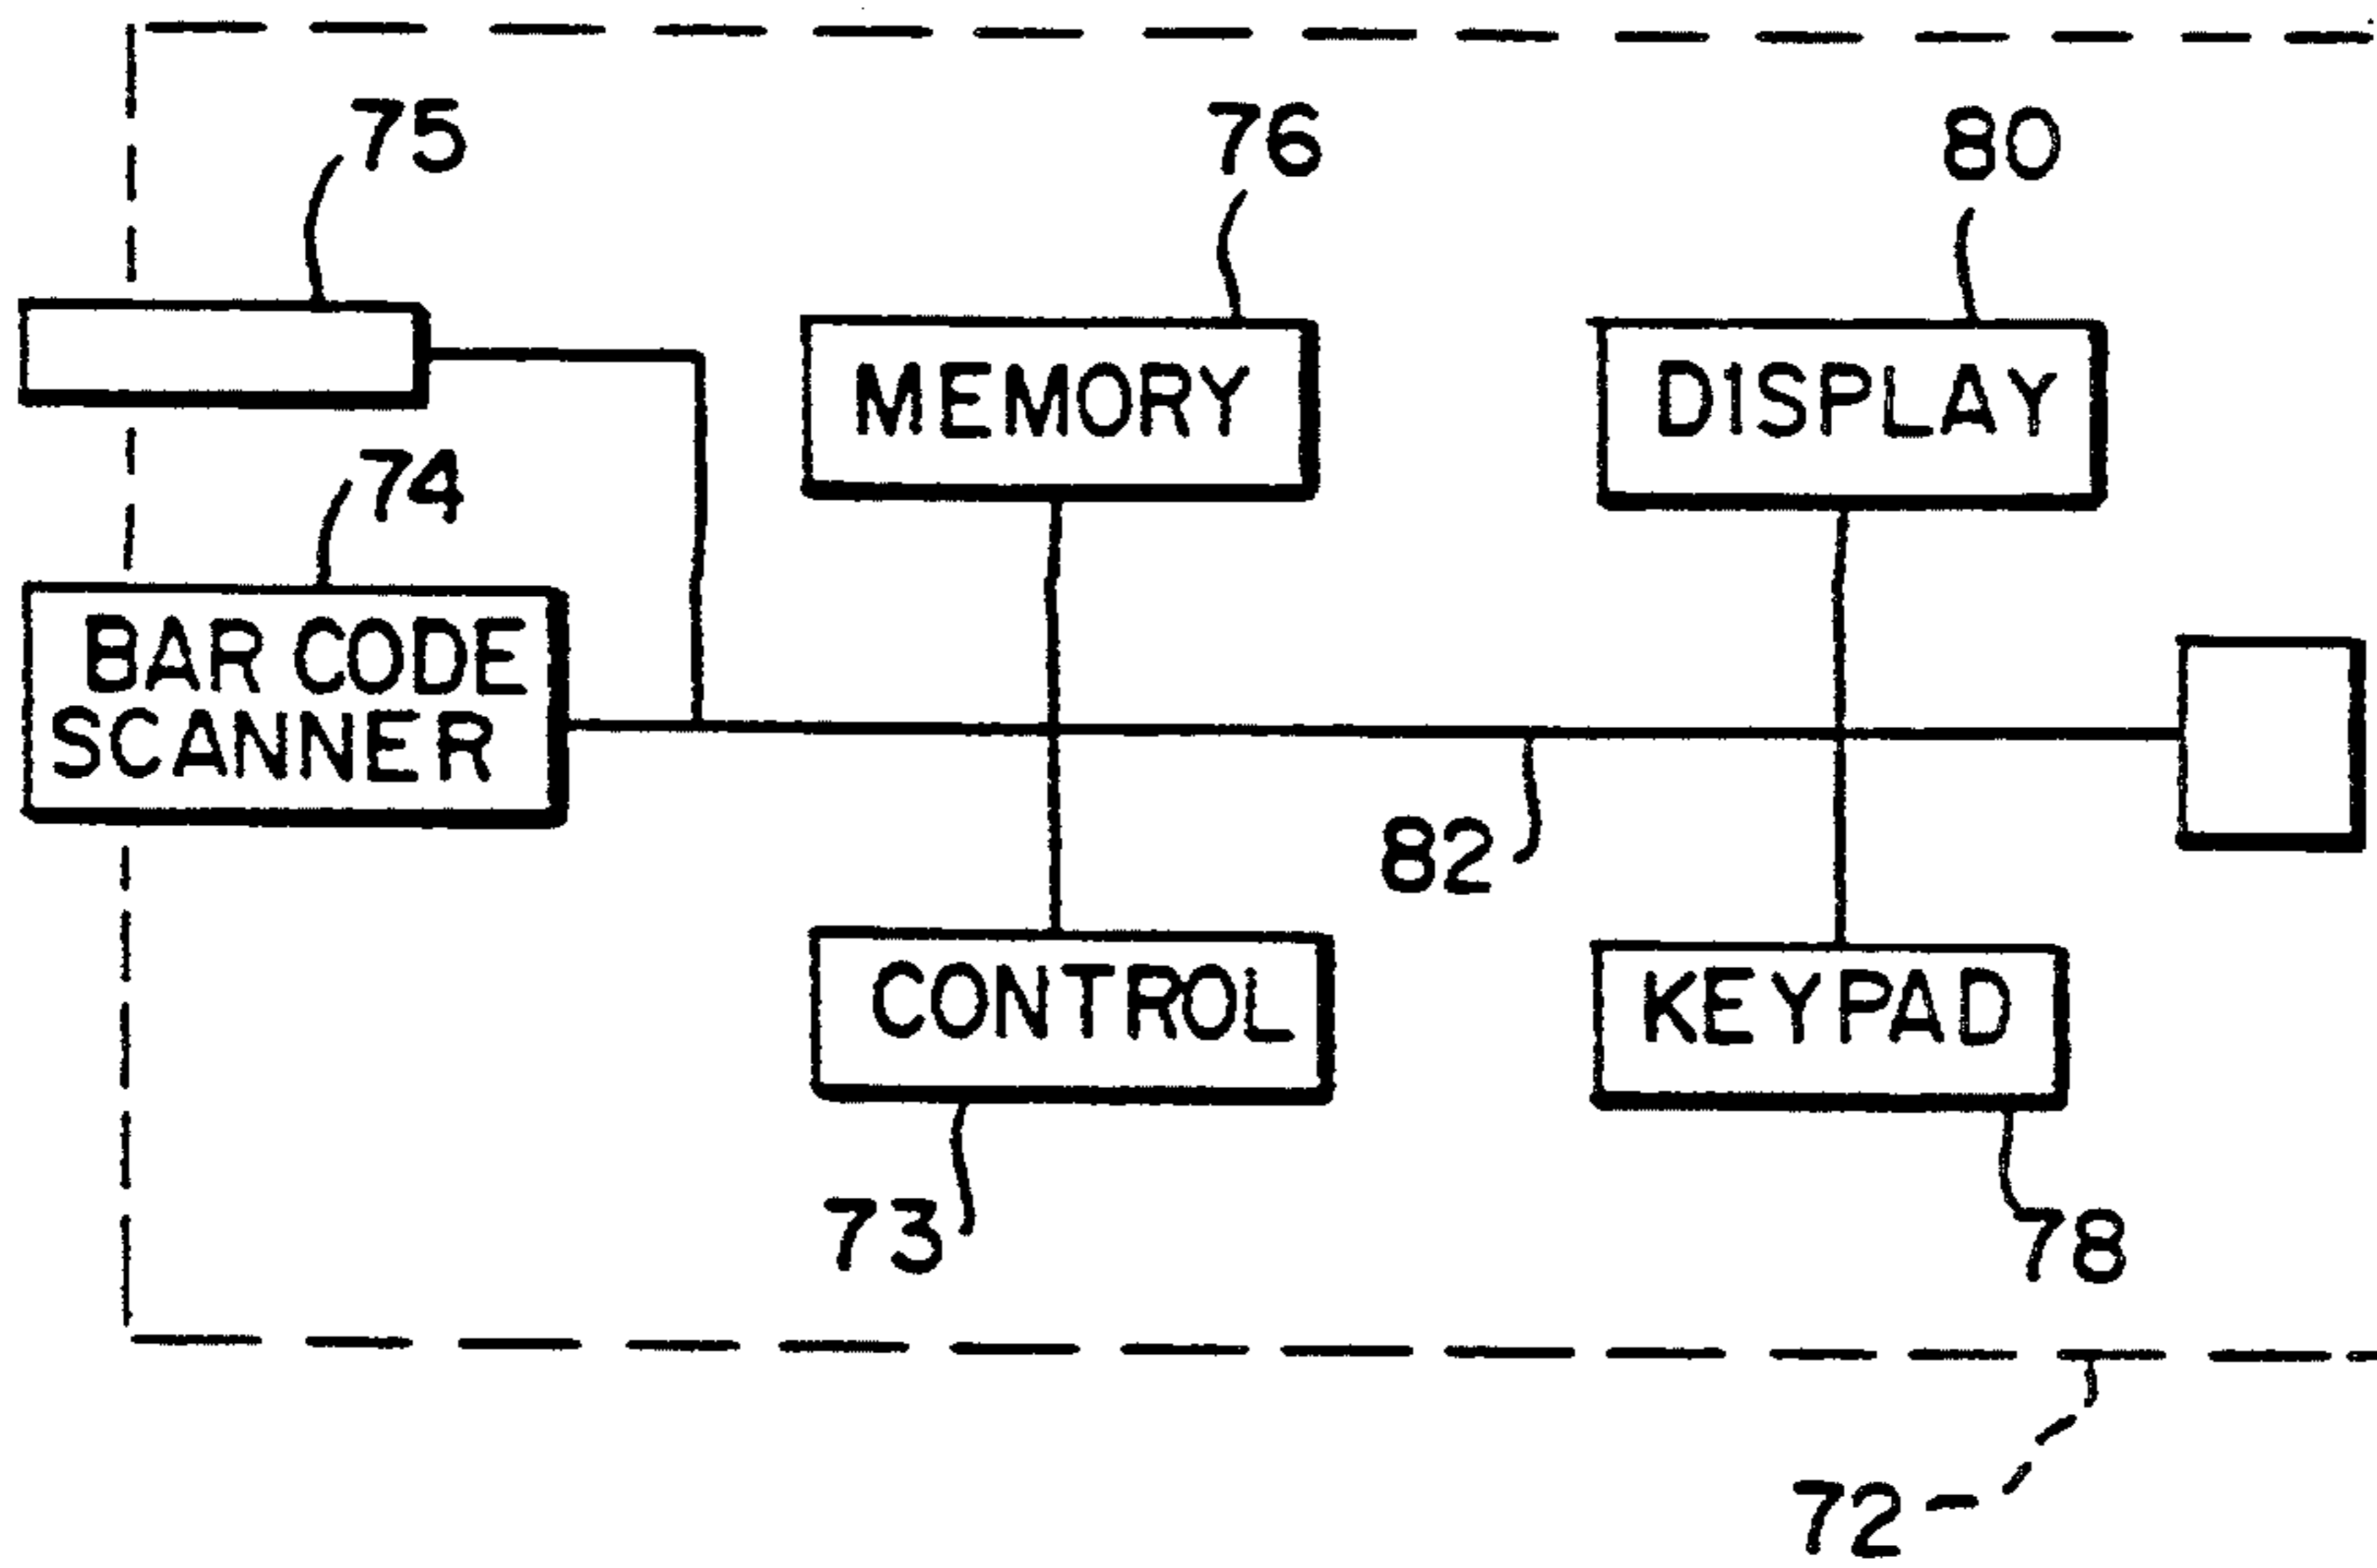 75
76
80
MEMORY
DISPLAY
74
BAR CODE
SCANNER
82
CONTROL
KEYPAD
73
78
72